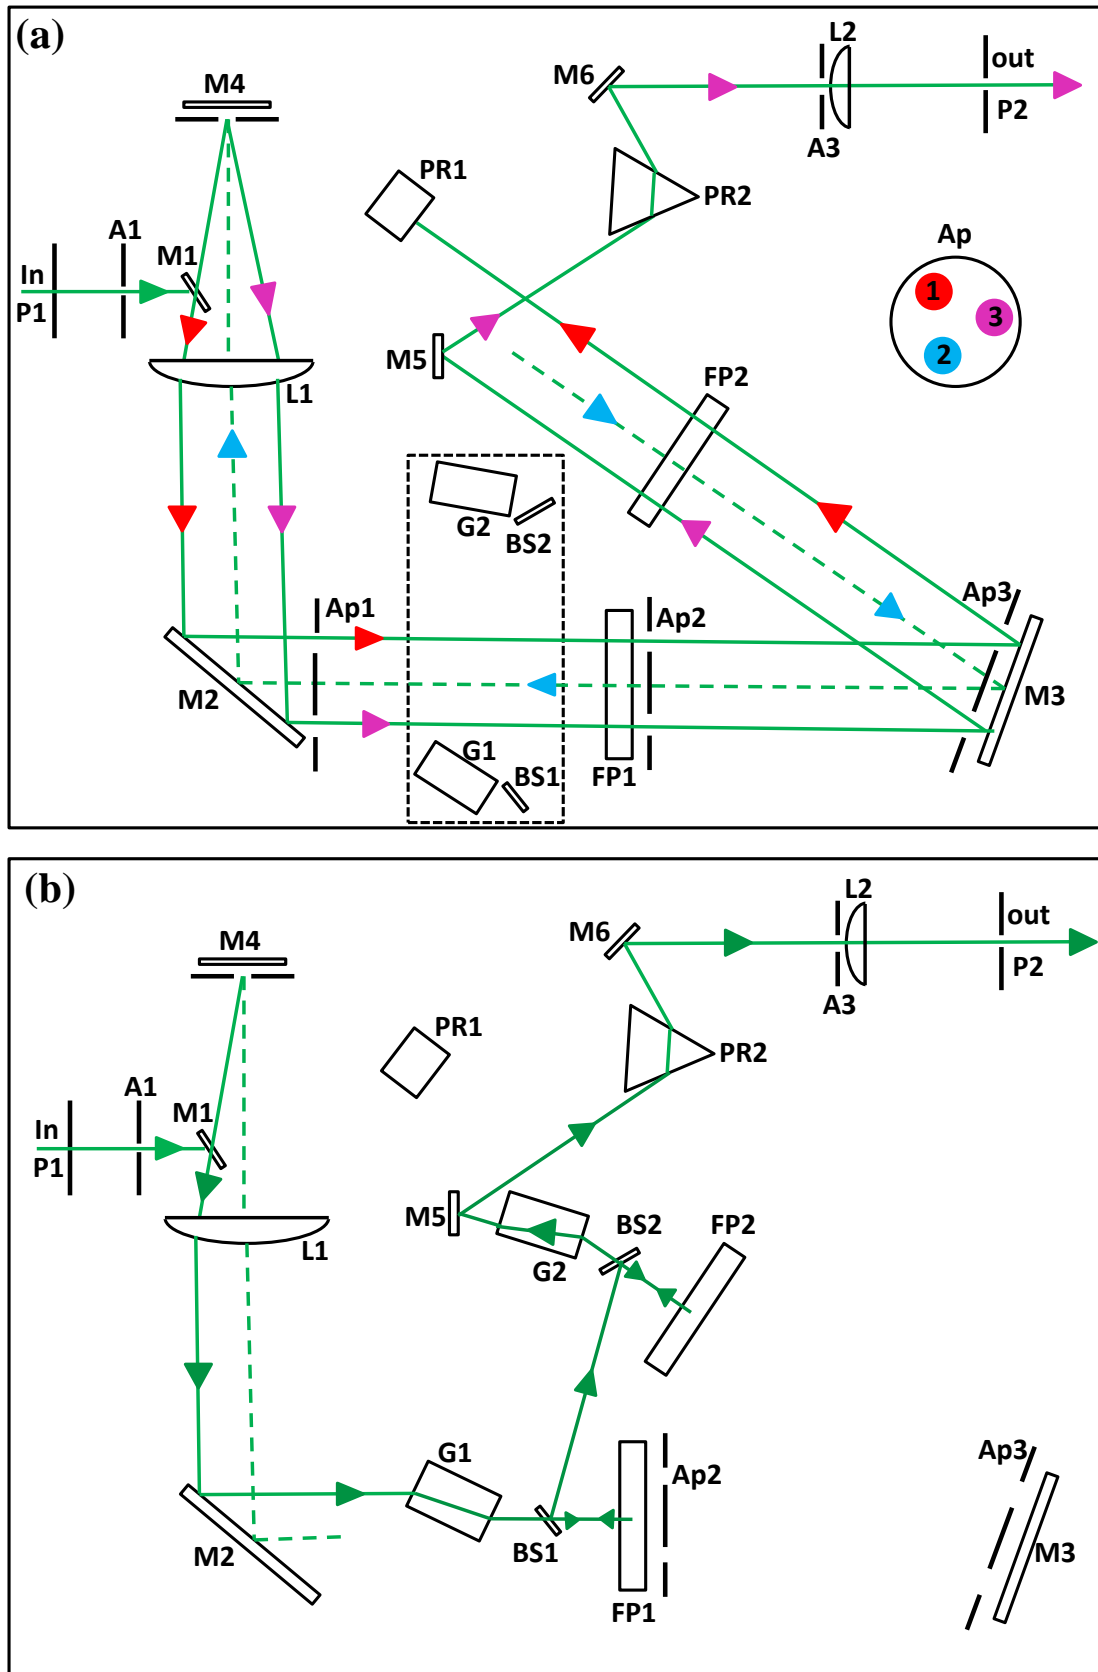 (a)
L2
M6
out
M4
P2
A3
PR1
PR2
A1
Ap
M1
In
P1
1
3
2
M5
L1
FP2
G2
BS2
Ap3
Ap1
Ap2
M2
M3
G1
BS1
FP1
(b)
L2
M6
out
M4
P2
A3
PR1
PR2
A1
M1
In
P1
M5
BS2
FP2
L1
G2
G1
Ap3
Ap2
M2
BS1
M3
FP1